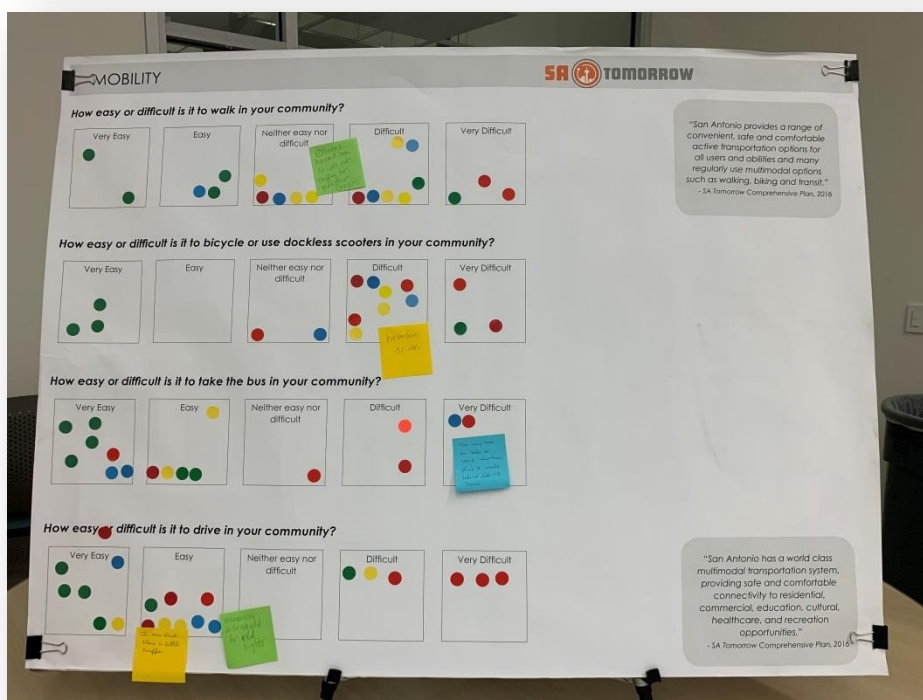 MOBILITY
SA TOMORROW
How easy or difficult is it to walk in your community?
Very Easy
Easy
Neither easy nor
difficult
Difficult
Very Difficult
"San Antonio provides a range of
convenient, safe and comfortable
active transportation options for
all users and abilities and many
regularly use multimodal options
such as walking, biking and transit."
- SA Tomorrow Comprehensive Plan, 2016
How easy or difficult is it to bicycle or use dockless scooters in your community?
Very Easy
Easy
Neither easy nor
difficult
Difficult
Very Difficult
How easy or difficult is it to take the bus in your community?
Very Easy
Easy
Neither easy nor
difficult
Difficult
Very Difficult
How easy or difficult is it to drive in your community?
Very Easy
Easy
Neither easy nor
difficult
Difficult
Very Difficult
"San Antonio has a world class
multimodal transportation system,
providing safe and comfortable
connectivity to residential,
commercial, education, cultural,
healthcare, and recreation
opportunities."
- SA Tomorrow Comprehensive Plan, 2016